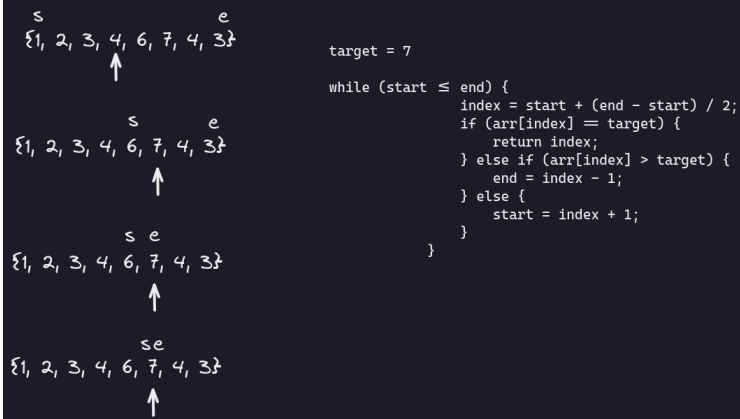 s e
{1, 2, 3, 4, 6, 7, 4, 3}
s e
{1, 2, 3, 4, 6, 7, 4, 3}
s e
{1, 2, 3, 4, 6, 7, 4, 3}
se
{1, 2, 3, 4, 6, 7, 4, 3}
target = 7
while (start ≤ end) {
index = start + (end - start) / 2;
if (arr[index] == target) {
return index;
} else if (arr[index] > target) {
end = index - 1;
} else {
start = index + 1;
}
}